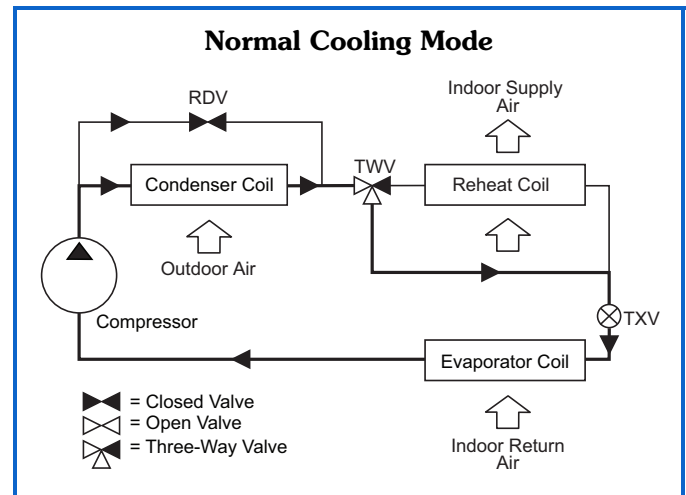 Normal Cooling Mode
RDV
Indoor Supply
Air
TWV
Condenser Coil
Reheat Coil
Outdoor Air
Compressor
TXV
Evaporator Coil
= Closed Valve
= Open Valve
= Three-Way Valve
Indoor Return
Air